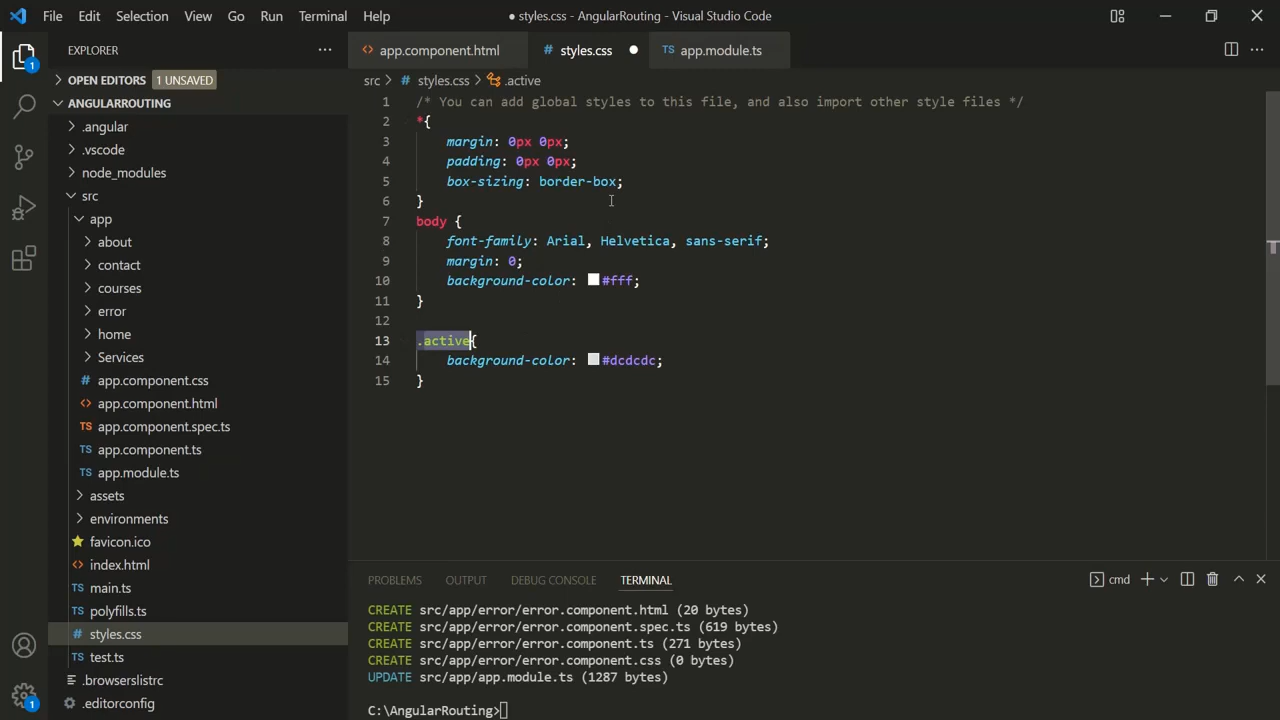 File Edit Selection View Go Run Terminal Help ● styles.css - AngularRouting - Visual Studio Code
EXPLORER
OPEN EDITORS 1 UNSAVED
ANGULARROUTING
.angular
.vscode
node_modules
src
app
about
contact
courses
error
home
Services
app.component.css
app.component.html
app.component.spec.ts
app.component.ts
app.module.ts
assets
environments
favicon.ico
index.html
main.ts
polyfills.ts
styles.css
test.ts
.browserslistrc
.editorconfig
1
1
app.component.html # styles.css TS app.module.ts
src > # styles.css > .active
1 /* You can add global styles to this file, and also import other style files */
2 *{
3 margin: 0px 0px;
4 padding: 0px 0px;
5 box-sizing: border-box;
6 }
7 body {
8 font-family: Arial, Helvetica, sans-serif;
9 margin: 0;
10 background-color: #fff;
11 }
12
13 .active{
14 background-color: #dcdcdc;
15 }
PROBLEMS OUTPUT DEBUG CONSOLE TERMINAL cmd
CREATE src/app/error/error.component.html (20 bytes)
CREATE src/app/error/error.component.spec.ts (619 bytes)
CREATE src/app/error/error.component.ts (271 bytes)
CREATE src/app/error/error.component.css (0 bytes)
UPDATE src/app/app.module.ts (1287 bytes)
C:\AngularRouting>